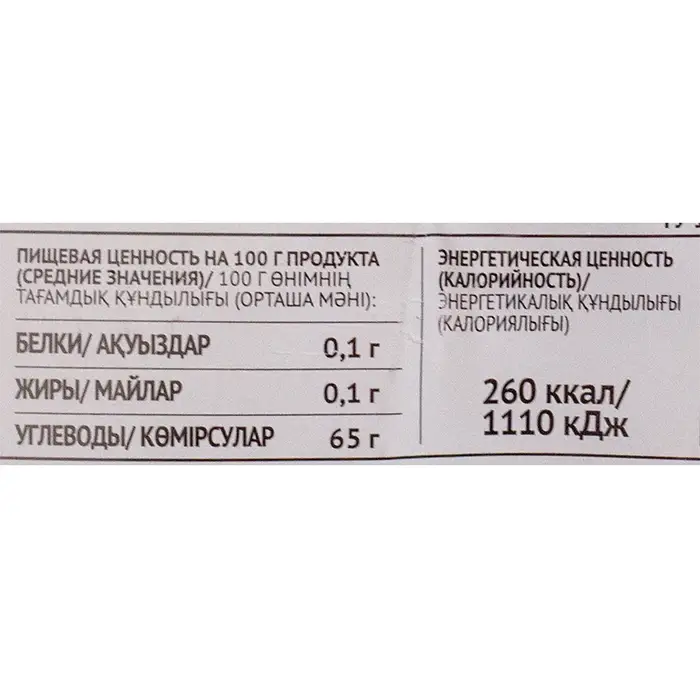 ПИЩЕВАЯ ЦЕННОСТЬ НА 100 Г ПРОДУКТА
(СРЕДНИЕ ЗНАЧЕНИЯ)/ 100 Г ӨНІМНІҢ
ТАҒАМДЫҚ ҚҰНДЫЛЫҒЫ (ОРТАША МӘНІ):
БЕЛКИ/ АҚУЫЗДАР 0,1 г
ЖИРЫ/ МАЙЛАР 0,1 г
УГЛЕВОДЫ/ КӨМІРСУЛАР 65 г
ЭНЕРГЕТИЧЕСКАЯ ЦЕННОСТЬ
(КАЛОРИЙНОСТЬ)/
ЭНЕРГЕТИКАЛЫҚ ҚҰНДЫЛЫҒЫ
(КАЛОРИЯЛЫҒЫ)
260 ккал/
1110 кДж